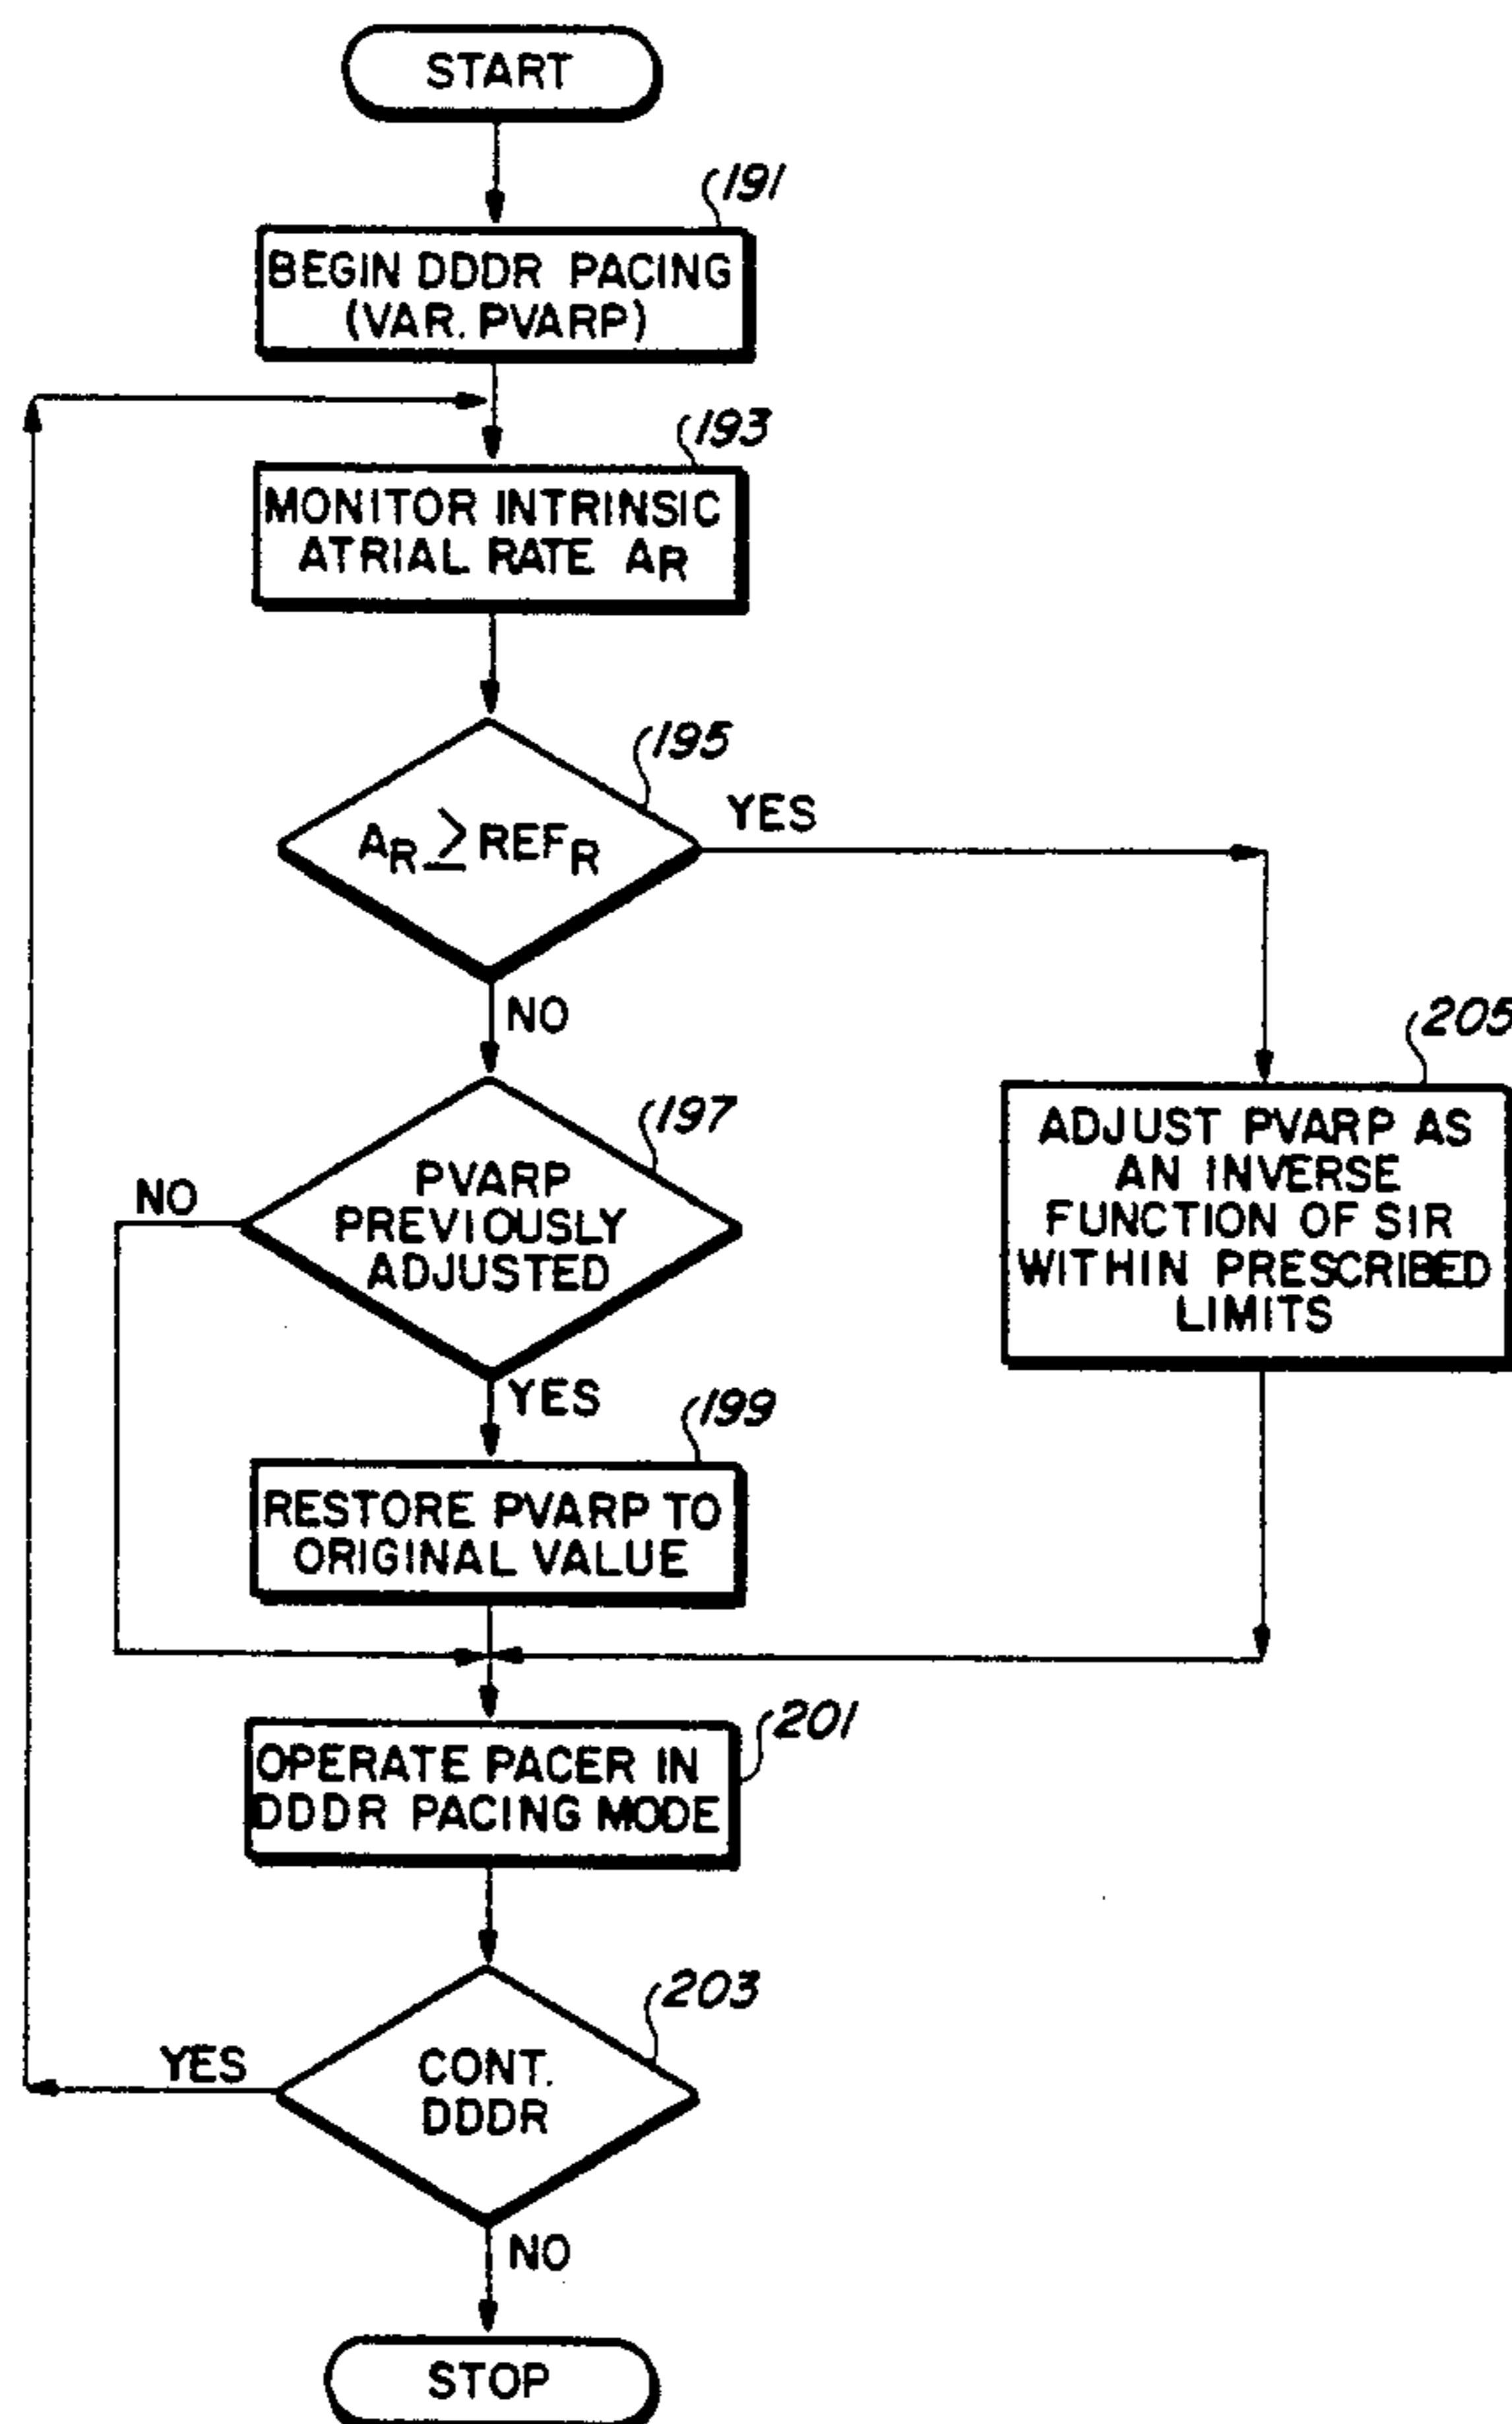 START
191
BEGIN DDDR PACING
(VAR. PVARP)
193
MONITOR INTRINSIC
ATRIAL RATE AR
195
AR ≥ REFR
YES
NO
205
ADJUST PVARP AS
AN INVERSE
FUNCTION OF SIR
WITHIN PRESCRIBED
LIMITS
197
PVARP
PREVIOUSLY
ADJUSTED
NO
YES
199
RESTORE PVARP TO
ORIGINAL VALUE
201
OPERATE PACER IN
DDDR PACING MODE
203
CONT.
DDDR
YES
NO
STOP